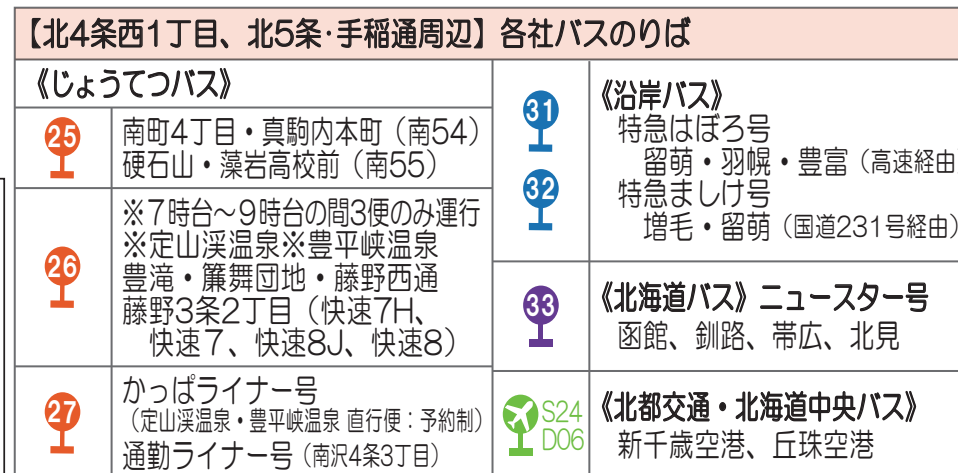 【北4条西1丁目、北5条･手稲通周辺】各社バスのりば
《じょうてつバス》
25
南町4丁目・真駒内本町（南54）
硬石山・藻岩高校前（南55）
26
※7時台～9時台の間3便のみ運行
※定山渓温泉※豊平峡温泉
豊滝・簾舞団地・藤野西通
藤野3条2丁目（快速7H、
快速7、快速8J、快速8）
27
かっぱライナー号
（定山渓温泉・豊平峡温泉 直行便：予約制）
通勤ライナー号（南沢4条3丁目）
31
32
《沿岸バス》
特急はぼろ号
留萌・羽幌・豊富（高速経由
特急ましけ号
増毛・留萌（国道231号経由）
33
《北海道バス》ニュースター号
函館、釧路、帯広、北見
S24
D06
《北都交通・北海道中央バス》
新千歳空港、丘珠空港